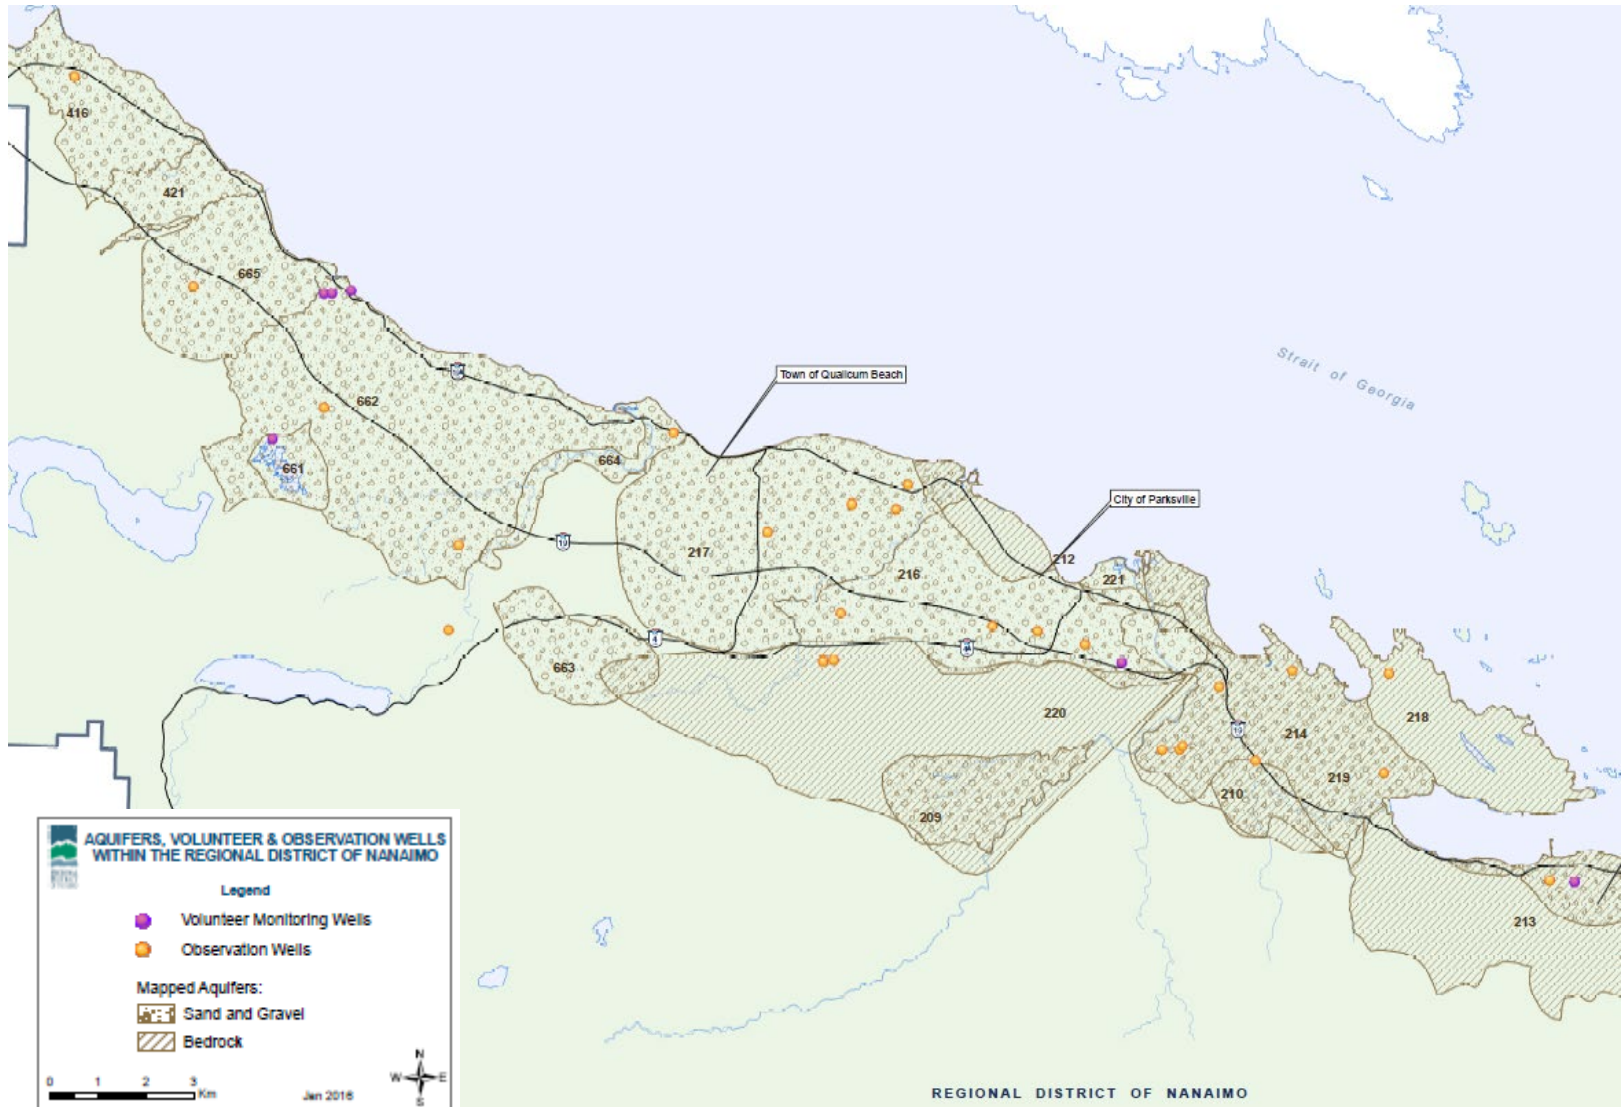 416
421
665
662
661
664
Town of Qualicum Beach
Strait of Georgia
City of Parksville
217
216
212
221
19
4
663
220
218
214
19
219
210
209
213
AQUIFERS, VOLUNTEER & OBSERVATION WELLS
WITHIN THE REGIONAL DISTRICT OF NANAIMO
Legend
Volunteer Monitoring Wells
Observation Wells
Mapped Aquifers:
Sand and Gravel
Bedrock
0 1 2 3
Km
Jan 2016
N
W E
S
REGIONAL DISTRICT OF NANAIMO